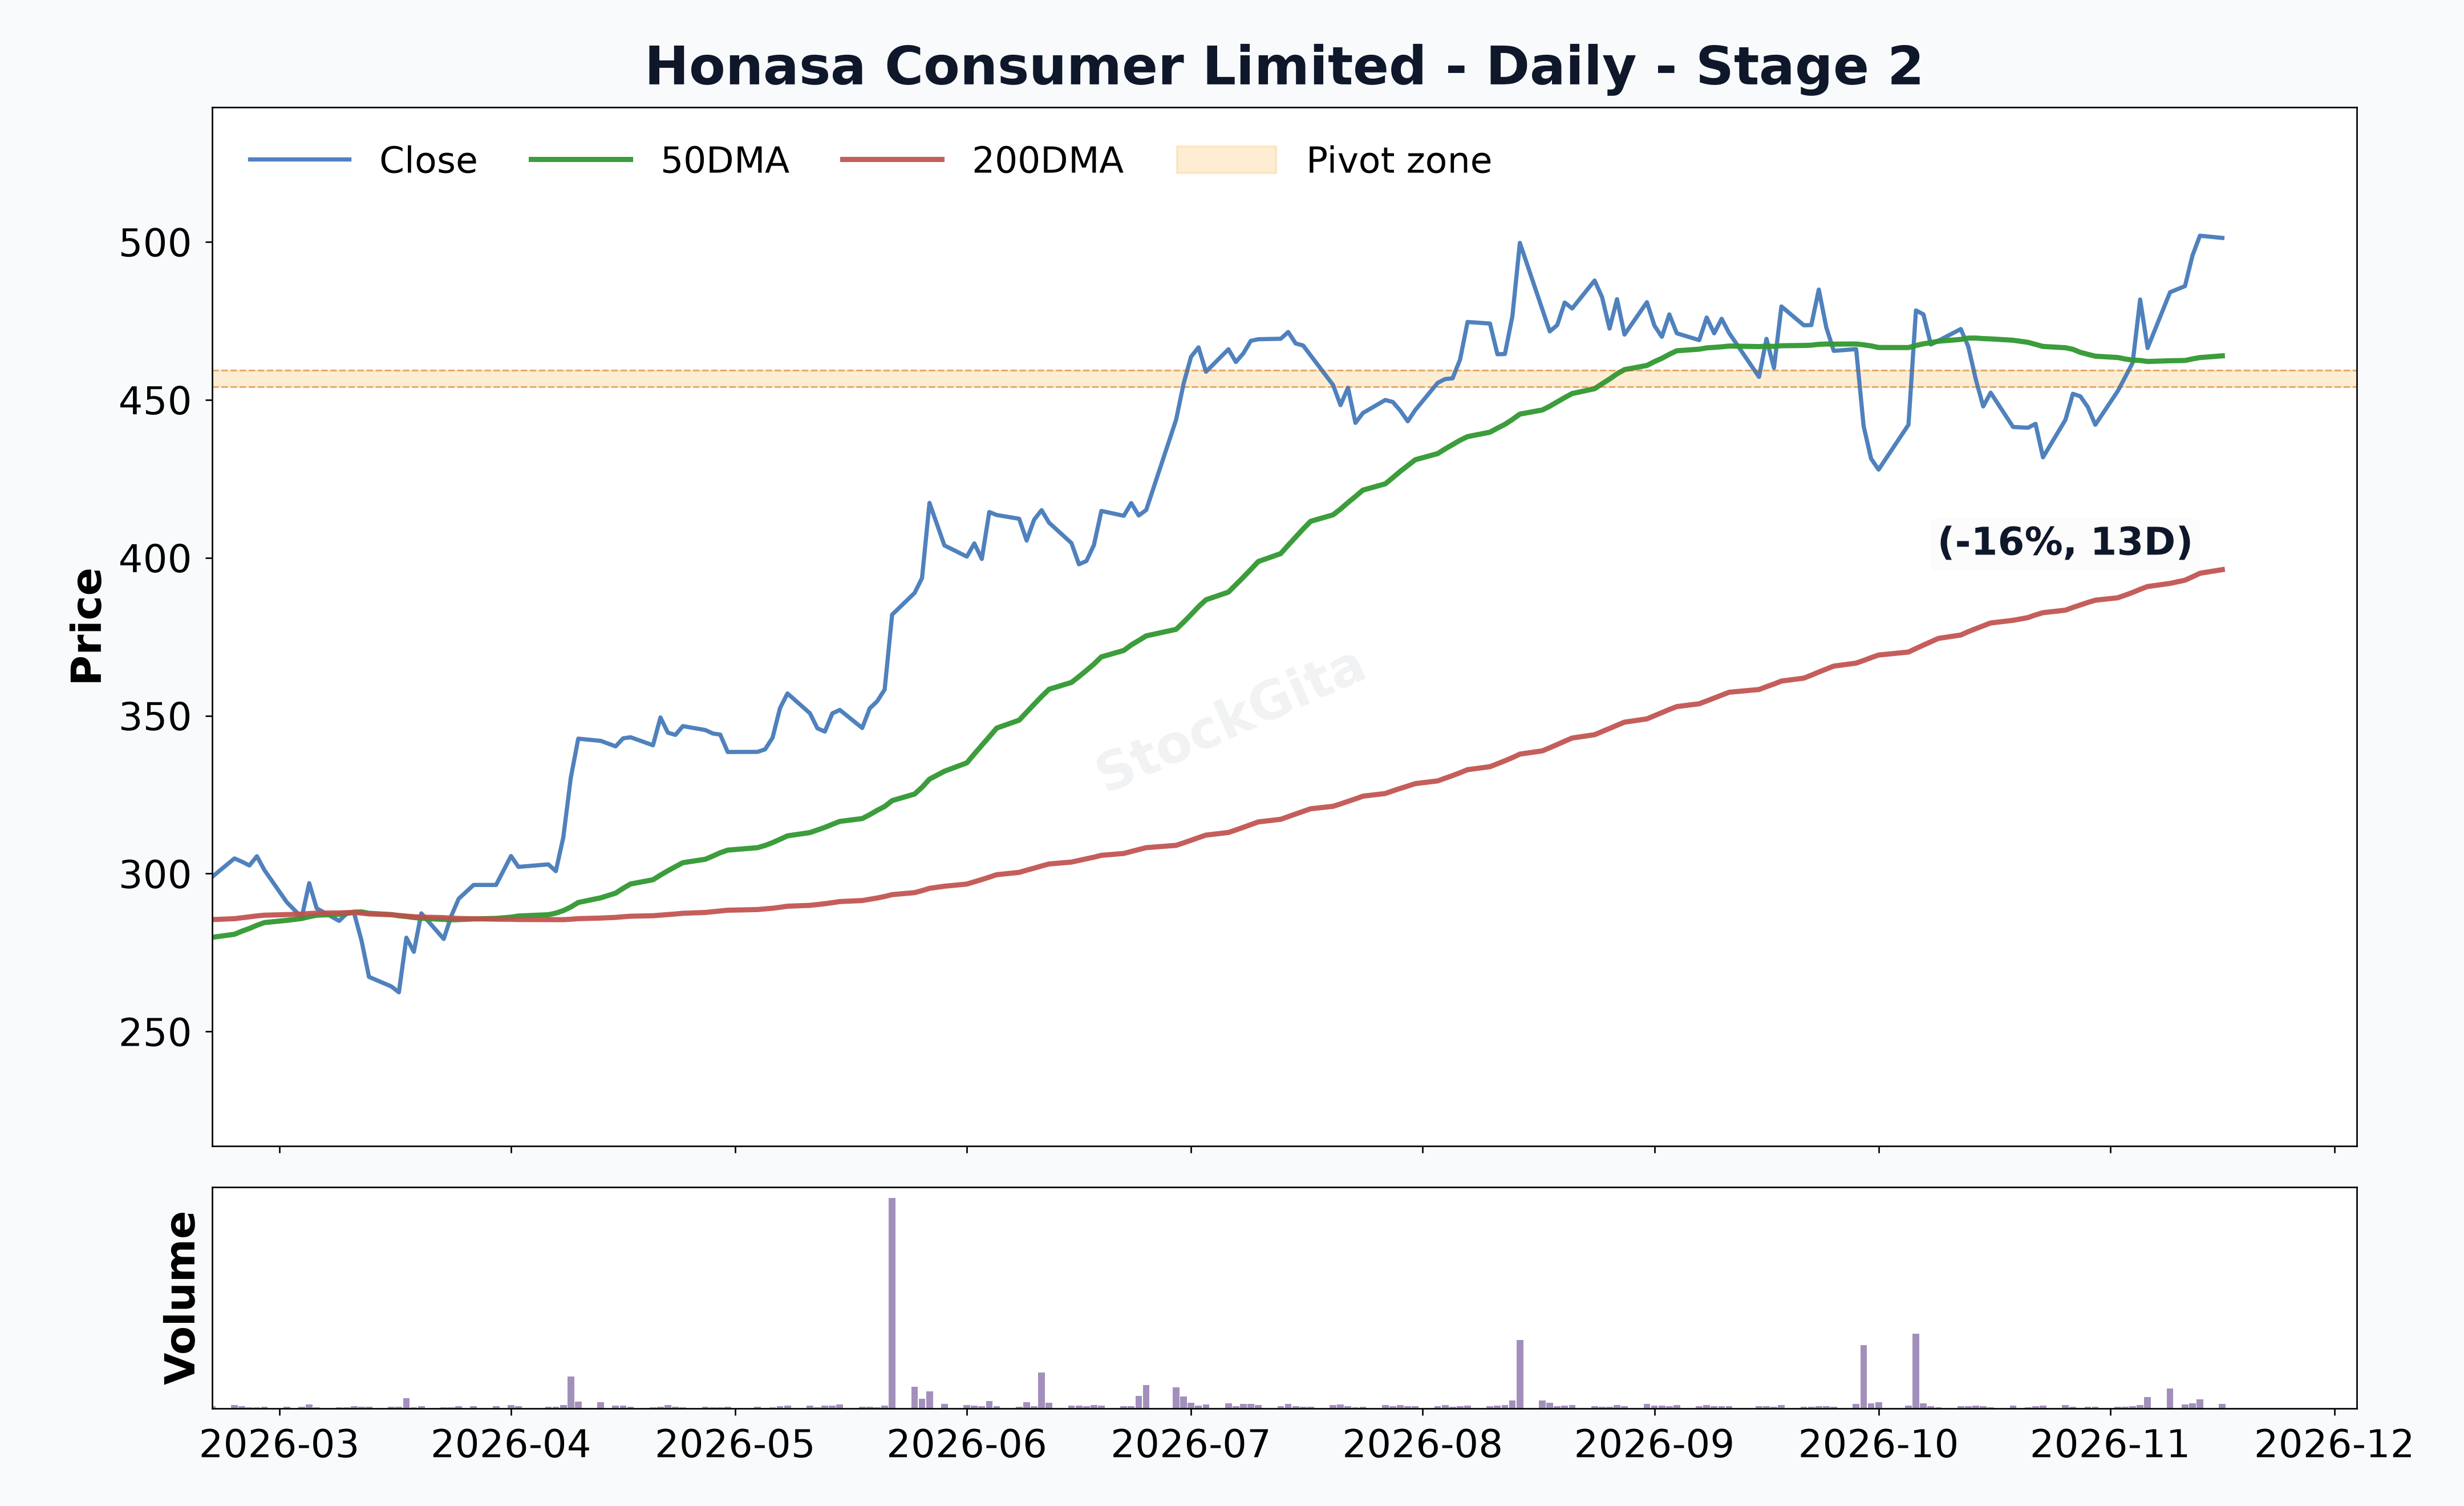 Honasa Consumer Limited - Daily - Stage 2
Close 50DMA 200DMA Pivot zone
500
450
400
350
300
250
Price
(-16%, 13D)
StockGita
Volume
2026-03 2026-04 2026-05 2026-06 2026-07 2026-08 2026-09 2026-10 2026-11 2026-12